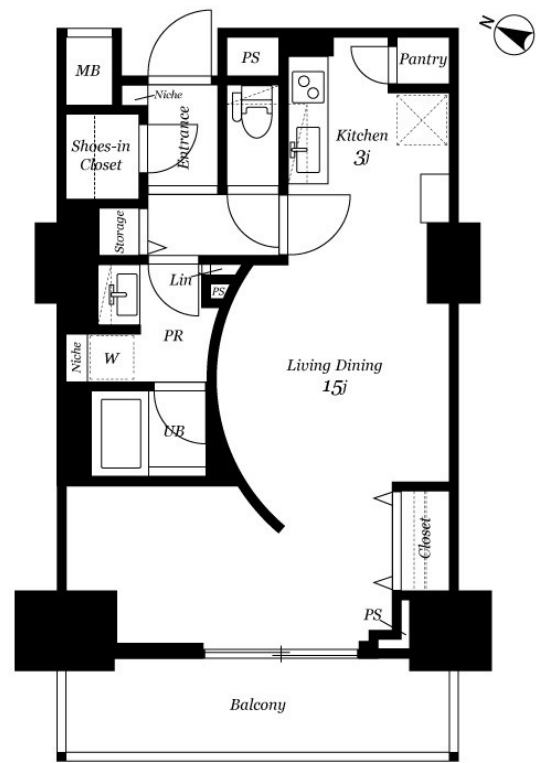 N
MB
PS
Pantry
Niche
Entrance
Shoes-in
Closet
Kitchen
3j
Storage
Lin
PS
PR
Niche
W
Living Dining
15j
UB
Closet
PS
Balcony